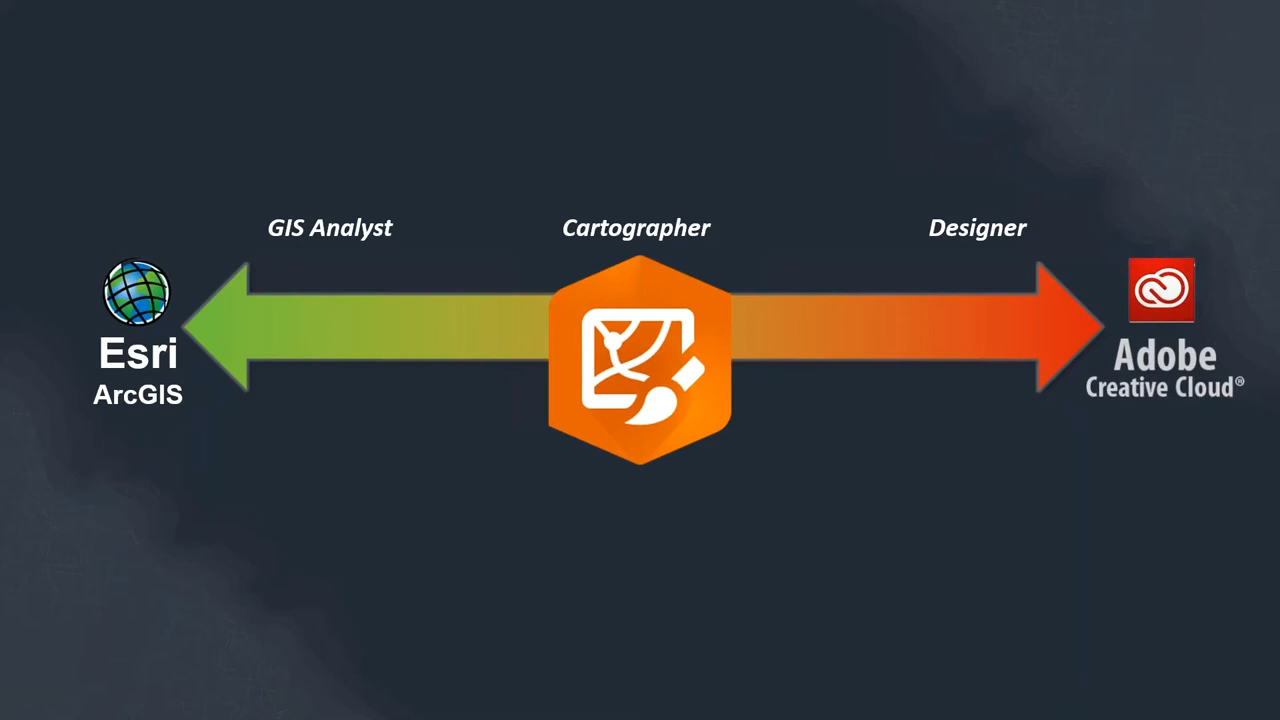 GIS Analyst
Cartographer
Designer
Esri
ArcGIS
Adobe
Creative Cloud®